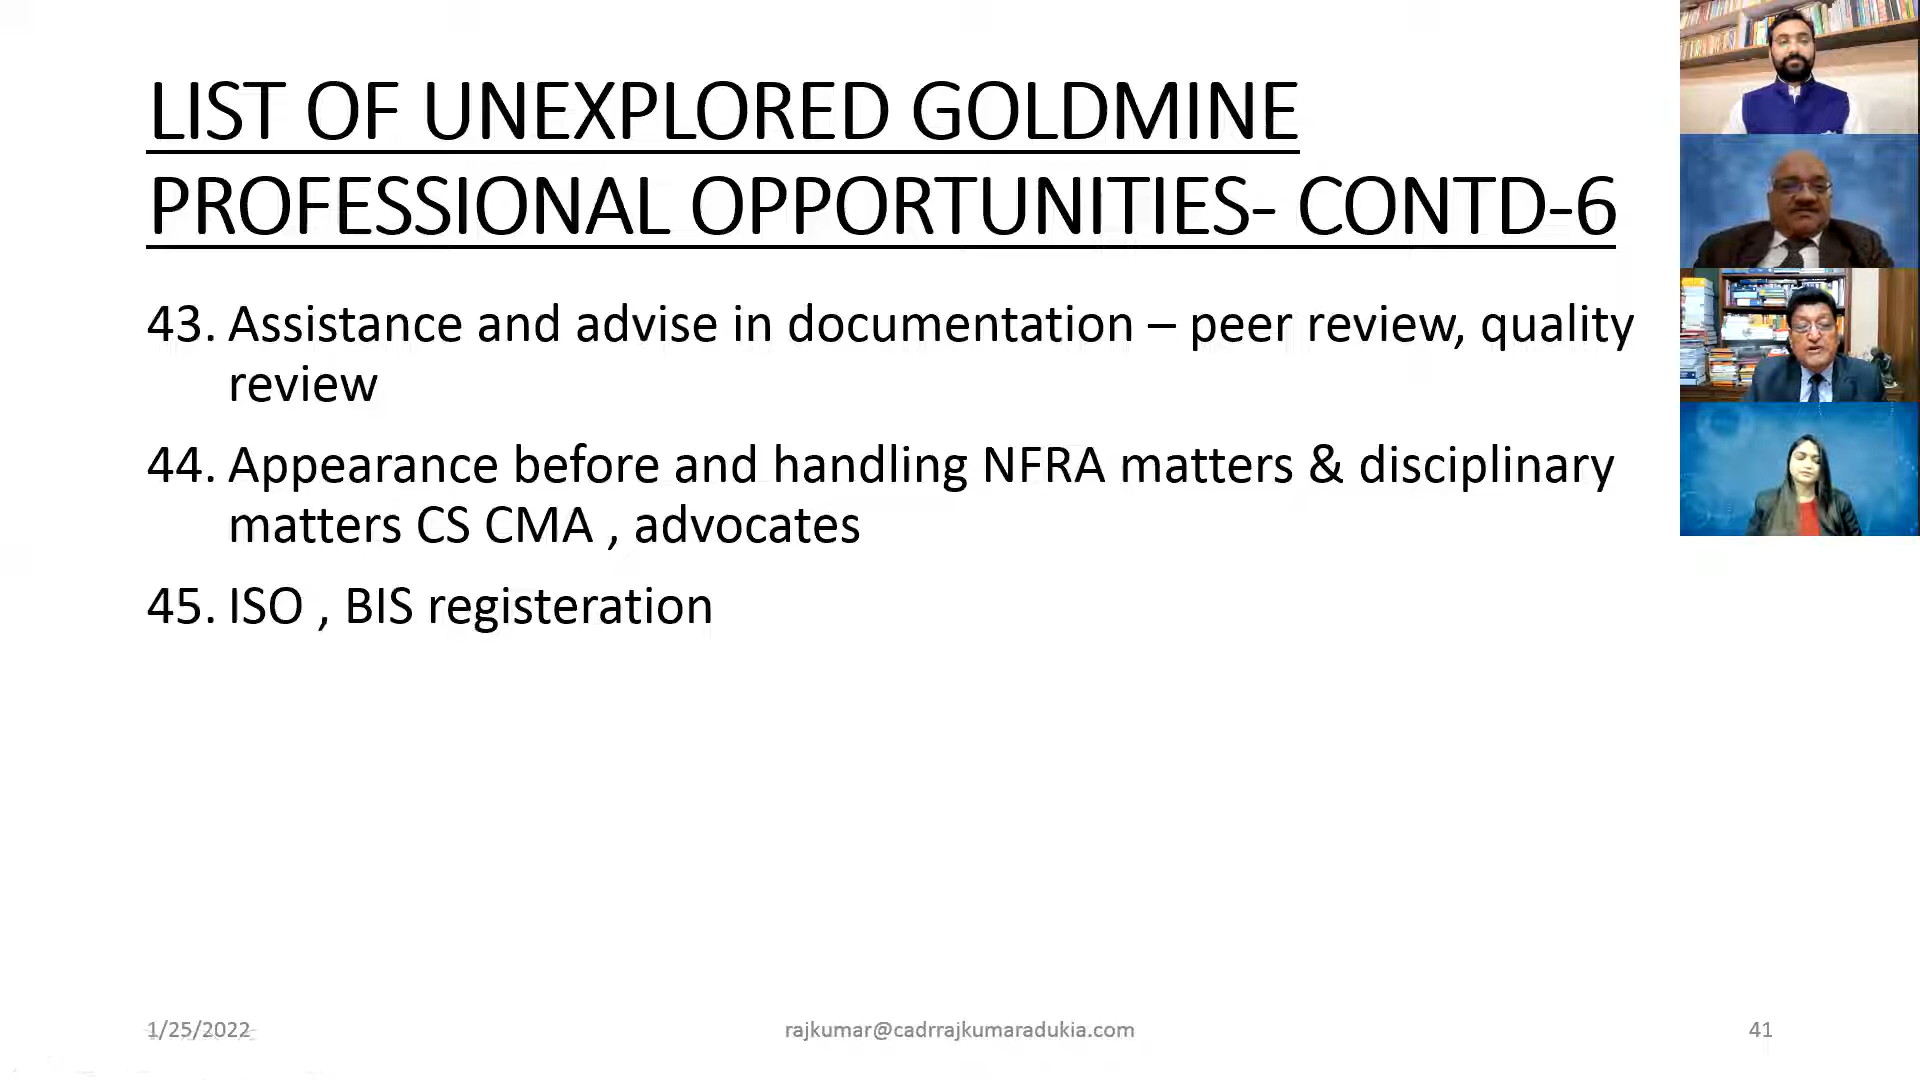 LIST OF UNEXPLORED GOLDMINE
PROFESSIONAL OPPORTUNITIES- CONTD-6
43. Assistance and advise in documentation – peer review, quality
review
44. Appearance before and handling NFRA matters & disciplinary
matters CS CMA , advocates
45. ISO , BIS registeration
1/25/2022
rajkumar@cadrrajkumaradukia.com
41